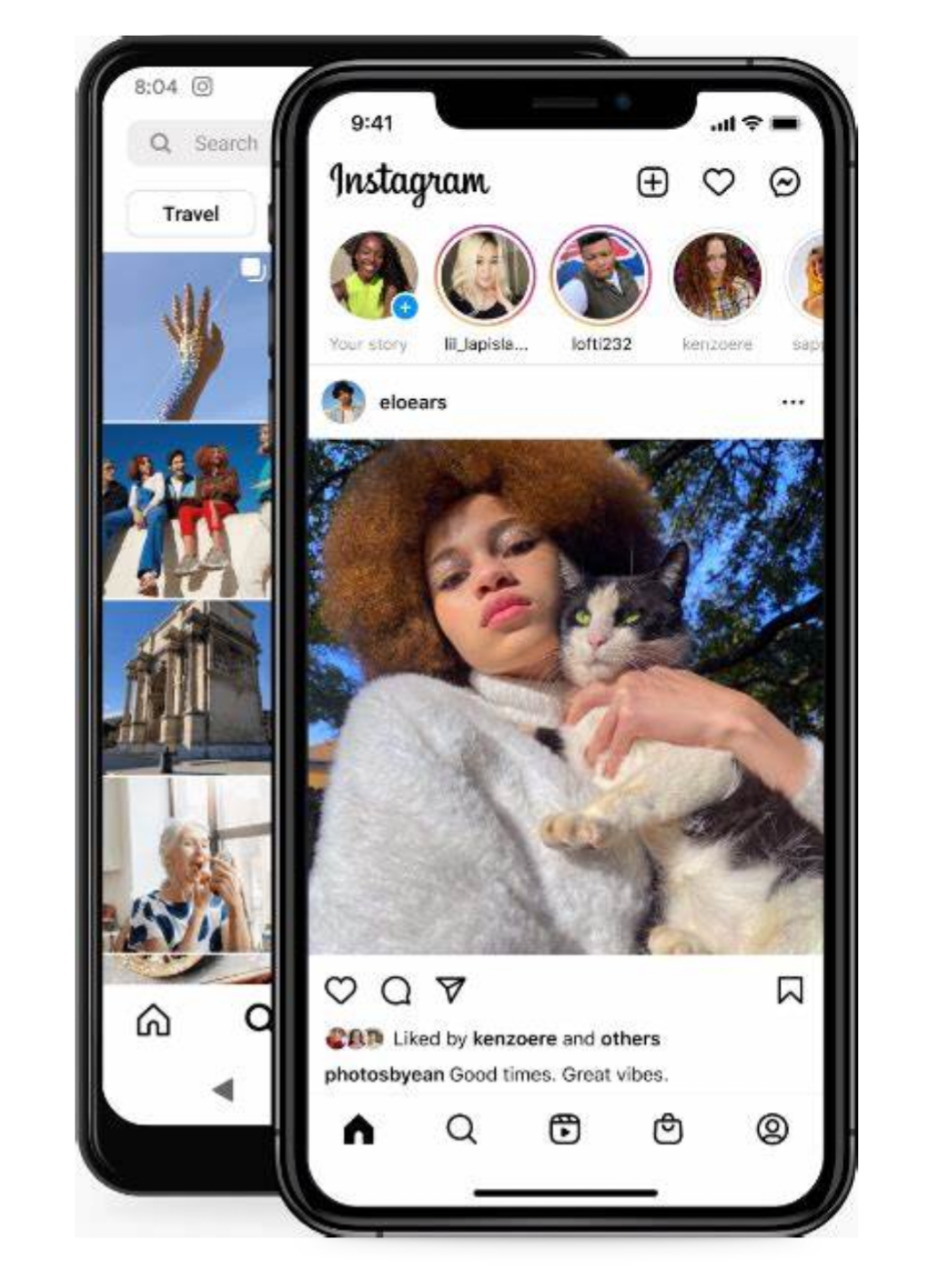 8:04
Search
Travel
9:41
Instagram
Your story
lil_lapisla...
lofti232
kenzoere
eloears
Liked by kenzoere and others
photosbyean Good times. Great vibes.